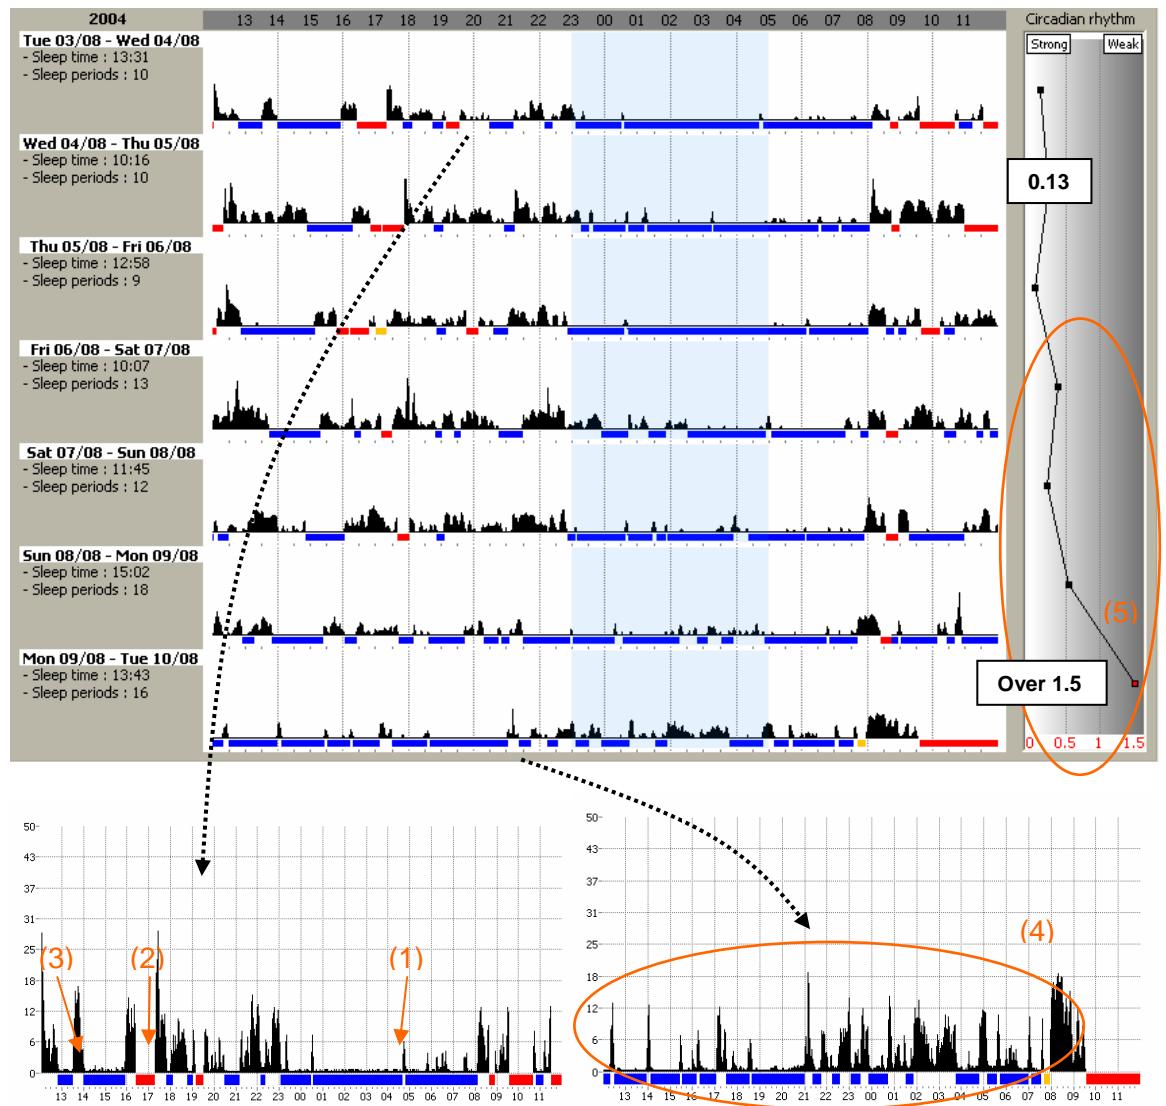 2004 13 14 15 16 17 18 19 20 21 22 23 00 01 02 03 04 05 06 07 08 09 10 11 Circadian rhythm
Strong Weak
Tue 03/08 - Wed 04/08
- Sleep time : 13:31
- Sleep periods : 10
Wed 04/08 - Thu 05/08
- Sleep time : 10:16
- Sleep periods : 10
0.13
Thu 05/08 - Fri 06/08
- Sleep time : 12:58
- Sleep periods : 9
Fri 06/08 - Sat 07/08
- Sleep time : 10:07
- Sleep periods : 13
Sat 07/08 - Sun 08/08
- Sleep time : 11:45
- Sleep periods : 12
Sun 08/08 - Mon 09/08
- Sleep time : 15:02
- Sleep periods : 18
(5)
Mon 09/08 - Tue 10/08
- Sleep time : 13:43
- Sleep periods : 16
Over 1.5
0 0.5 1 1.5
50
43
37
31
25
18
12
6
0
(3) (2) (1)
13 14 15 16 17 18 19 20 21 22 23 00 01 02 03 04 05 06 07 08 09 10 11
50
43
37
31
25
18
12
6
0
(4)
13 14 15 16 17 18 19 20 21 22 23 00 01 02 03 04 05 06 07 08 09 10 11